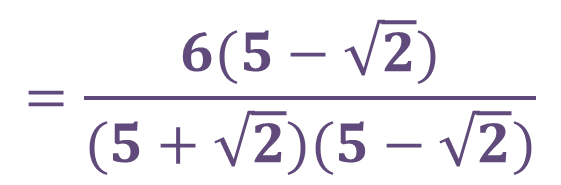 = 6(5 − √2) / (5 + √2)(5 − √2)